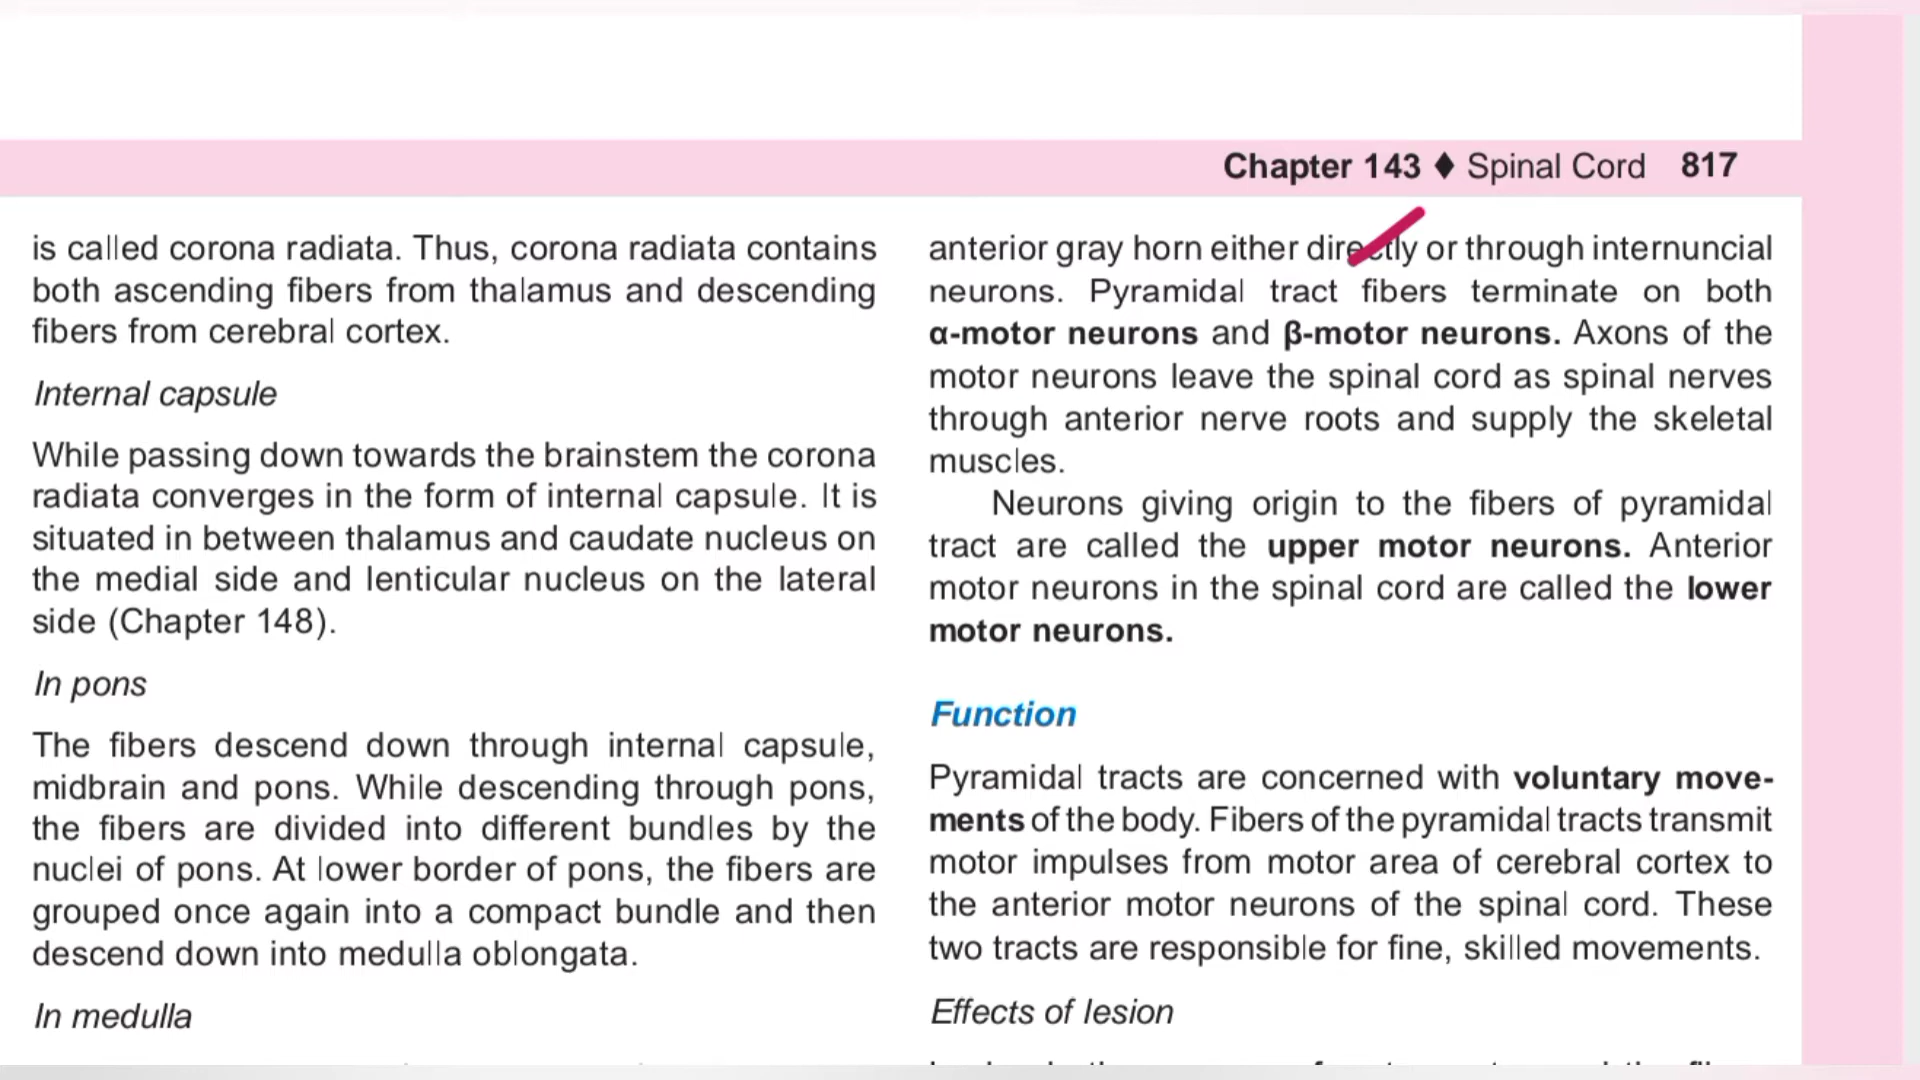 Chapter 143 ♦ Spinal Cord 817
is called corona radiata. Thus, corona radiata contains
both ascending fibers from thalamus and descending
fibers from cerebral cortex.
Internal capsule
While passing down towards the brainstem the corona
radiata converges in the form of internal capsule. It is
situated in between thalamus and caudate nucleus on
the medial side and lenticular nucleus on the lateral
side (Chapter 148).
In pons
The fibers descend down through internal capsule,
midbrain and pons. While descending through pons,
the fibers are divided into different bundles by the
nuclei of pons. At lower border of pons, the fibers are
grouped once again into a compact bundle and then
descend down into medulla oblongata.
In medulla
anterior gray horn either directly or through internuncial
neurons. Pyramidal tract fibers terminate on both
α-motor neurons and β-motor neurons. Axons of the
motor neurons leave the spinal cord as spinal nerves
through anterior nerve roots and supply the skeletal
muscles.
Neurons giving origin to the fibers of pyramidal
tract are called the upper motor neurons. Anterior
motor neurons in the spinal cord are called the lower
motor neurons.
Function
Pyramidal tracts are concerned with voluntary move-
ments of the body. Fibers of the pyramidal tracts transmit
motor impulses from motor area of cerebral cortex to
the anterior motor neurons of the spinal cord. These
two tracts are responsible for fine, skilled movements.
Effects of lesion